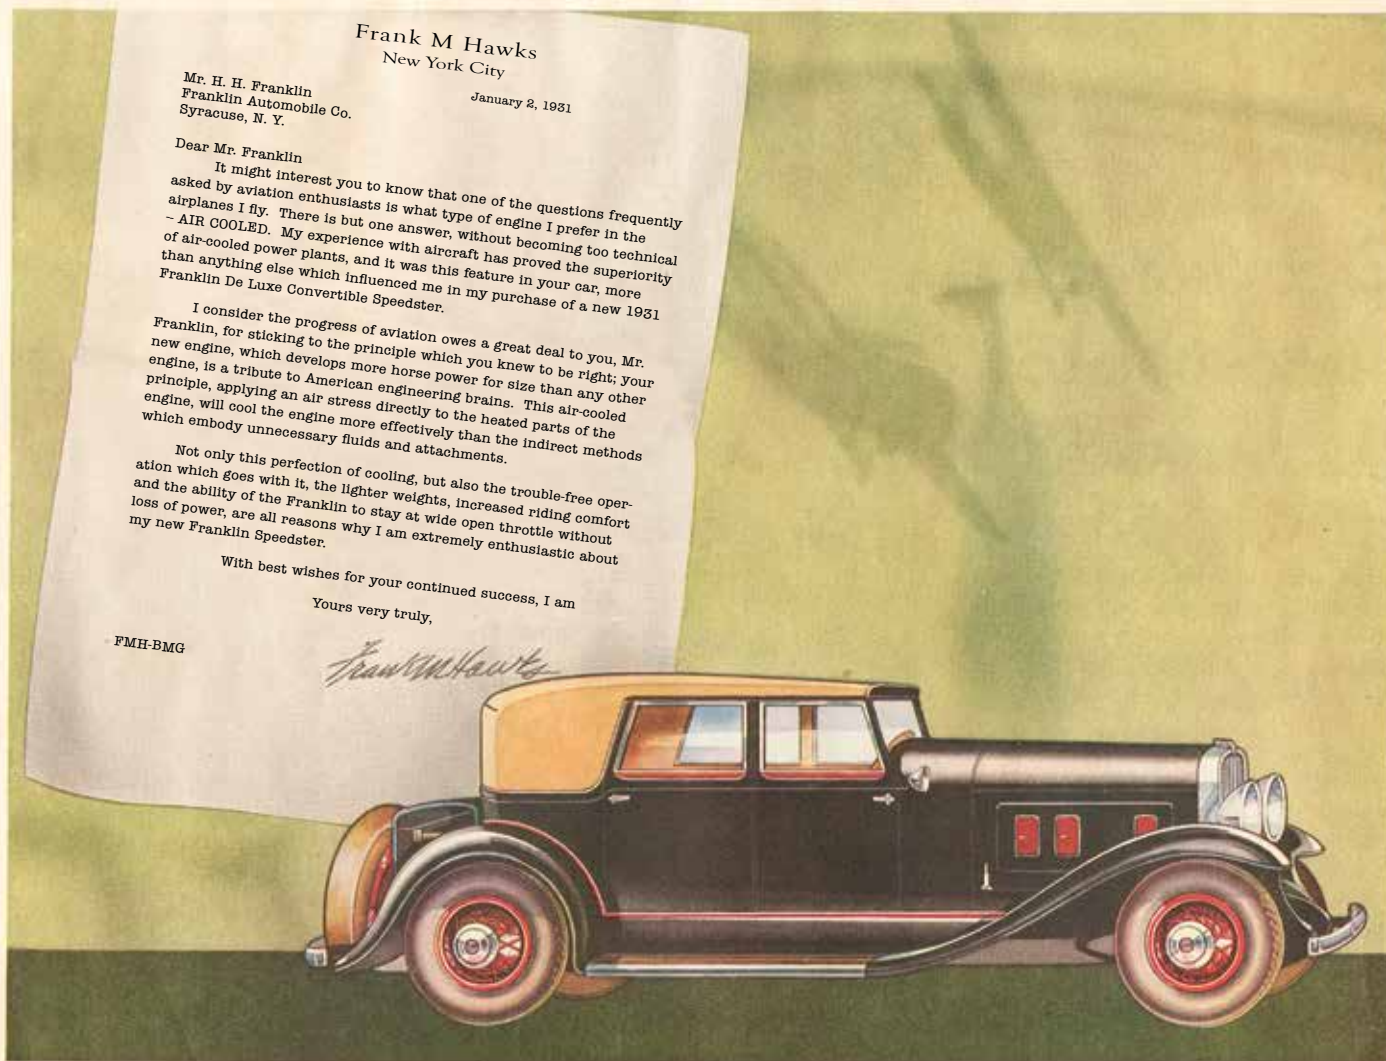 Frank M Hawks
New York City
January 2, 1931
Mr. H. H. Franklin
Franklin Automobile Co.
Syracuse, N. Y.
Dear Mr. Franklin
It might interest you to know that one of the questions frequently
asked by aviation enthusiasts is what type of engine I prefer in the
airplanes I fly. There is but one answer, without becoming too technical
– AIR COOLED. My experience with aircraft has proved the superiority
of air-cooled power plants, and it was this feature in your car, more
than anything else which influenced me in my purchase of a new 1931
Franklin De Luxe Convertible Speedster.
I consider the progress of aviation owes a great deal to you, Mr.
Franklin, for sticking to the principle which you knew to be right; your
new engine, which develops more horse power for size than any other
engine, is a tribute to American engineering brains. This air-cooled
principle, applying an air stress directly to the heated parts of the
engine, will cool the engine more effectively than the indirect methods
which embody unnecessary fluids and attachments.
Not only this perfection of cooling, but also the trouble-free oper-
ation which goes with it, the lighter weights, increased riding comfort
and the ability of the Franklin to stay at wide open throttle without
loss of power, are all reasons why I am extremely enthusiastic about
my new Franklin Speedster.
With best wishes for your continued success, I am
Yours very truly,
FMH-BMG
Frank M Hawks